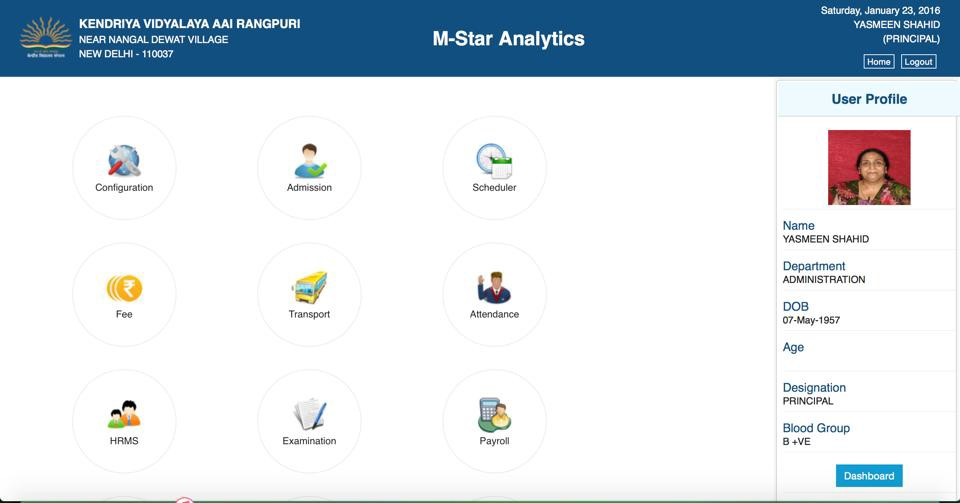 KENDRIYA VIDYALAYA AAI RANGPURI
NEAR NANGAL DEWAT VILLAGE
NEW DELHI - 110037
M-Star Analytics
Saturday, January 23, 2016
YASMEEN SHAHID
(PRINCIPAL)
Home Logout
Configuration
Admission
Scheduler
Fee
Transport
Attendance
HRMS
Examination
Payroll
User Profile
Name
YASMEEN SHAHID
Department
ADMINISTRATION
DOB
07-May-1957
Age
Designation
PRINCIPAL
Blood Group
B +VE
Dashboard